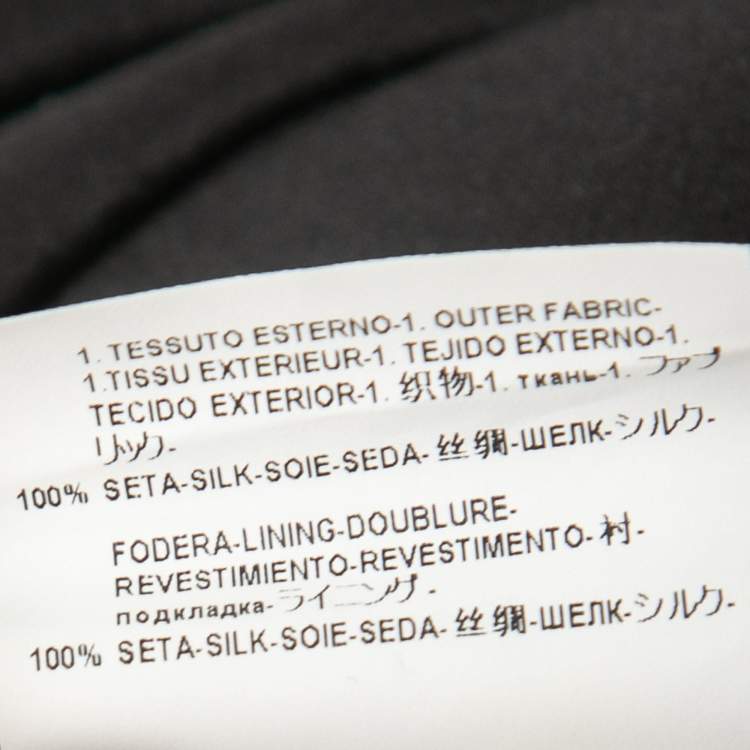 1. TESSUTO ESTERNO-1. OUTER FABRIC-
1.TISSU EXTERIEUR-1. TEJIDO EXTERNO-1.
TECIDO EXTERIOR-1. 织物-1. ткань-1. ファブ
リック-
100% SETA-SILK-SOIE-SEDA-丝绸-ШЕЛК-シルク-
FODERA-LINING-DOUBLURE-
REVESTIMIENTO-REVESTIMENTO-衬-
подкладка-ライニング-
100% SETA-SILK-SOIE-SEDA-丝绸-ШЕЛК-シルク-